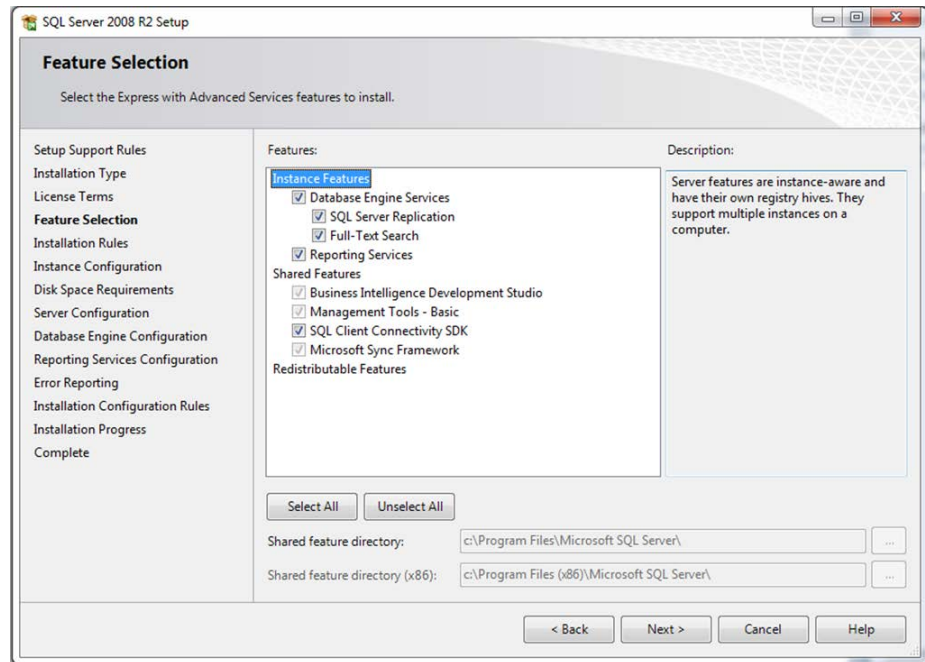 SQL Server 2008 R2 Setup
Feature Selection
Select the Express with Advanced Services features to install.
Setup Support Rules
Installation Type
License Terms
Feature Selection
Installation Rules
Instance Configuration
Disk Space Requirements
Server Configuration
Database Engine Configuration
Reporting Services Configuration
Error Reporting
Installation Configuration Rules
Installation Progress
Complete
Features:
Instance Features
Database Engine Services
SQL Server Replication
Full-Text Search
Reporting Services
Shared Features
Business Intelligence Development Studio
Management Tools - Basic
SQL Client Connectivity SDK
Microsoft Sync Framework
Redistributable Features
Description:
Server features are instance-aware and
have their own registry hives. They
support multiple instances on a
computer.
Select All
Unselect All
Shared feature directory:
c:\Program Files\Microsoft SQL Server\
...
Shared feature directory (x86):
c:\Program Files (x86)\Microsoft SQL Server\
...
< Back
Next >
Cancel
Help